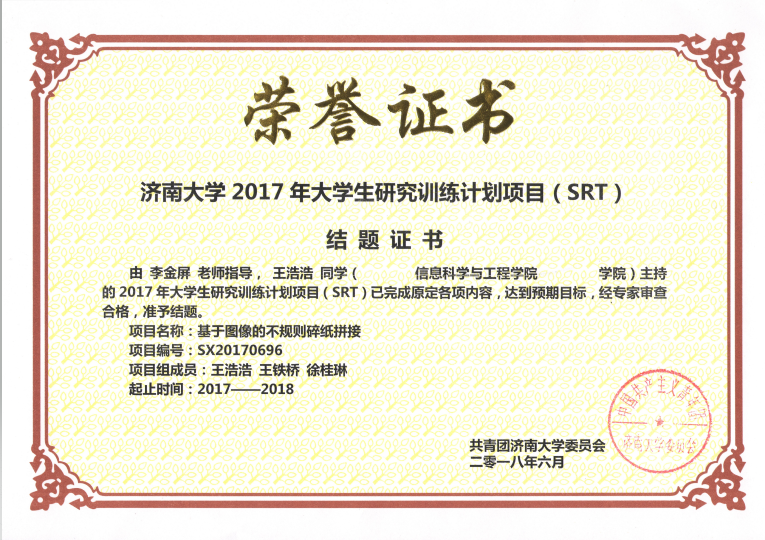 荣誉证书
济南大学 2017 年大学生研究训练计划项目（SRT）
结 题 证 书
由 李金屏 老师指导， 王浩浩 同学（ 信息科学与工程学院 学院）主持
的 2017 年大学生研究训练计划项目（SRT）已完成原定各项内容，达到预期目标，经专家审查
合格，准予结题。
项目名称：基于图像的不规则碎纸拼接
项目编号：SX20170696
项目组成员：王浩浩 王铁桥 徐桂琳
起止时间：2017——2018
中国共产主义青年团
济南大学委员会
共青团济南大学委员会
二零一八年六月